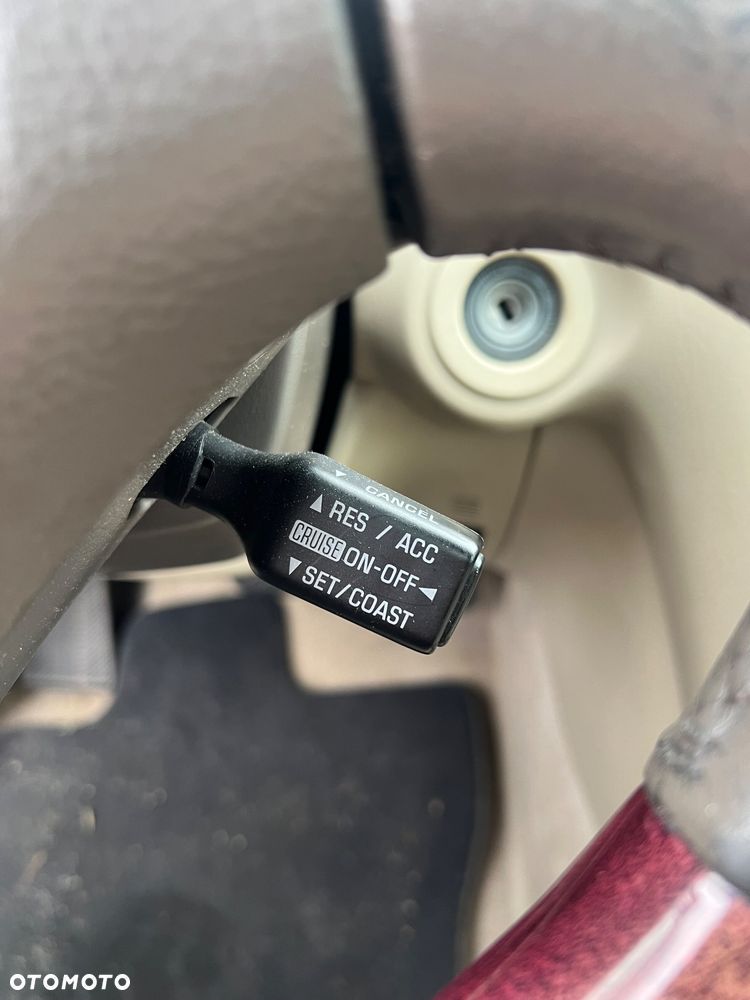 ▼ CANCEL
▲ RES / ACC
CRUISE ON-OFF ◀
▼ SET/COAST
OTOMOTO